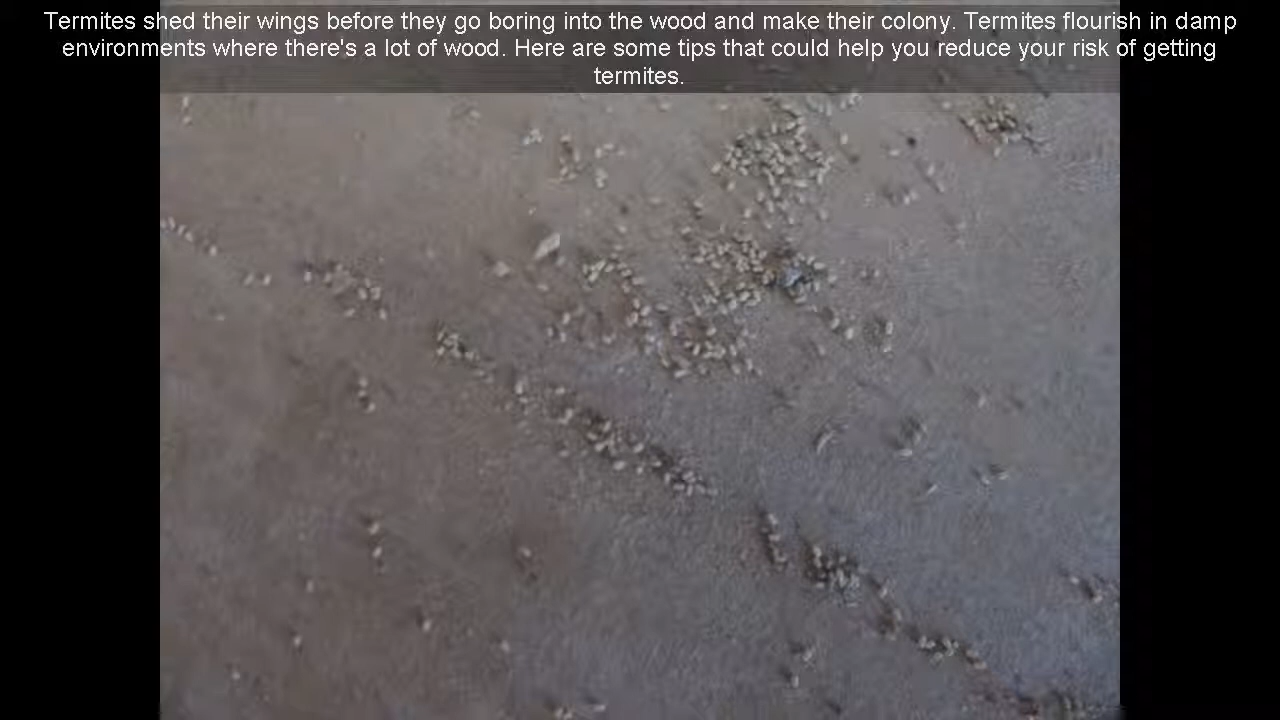 Termites shed their wings before they go boring into the wood and make their colony. Termites flourish in damp
environments where there's a lot of wood. Here are some tips that could help you reduce your risk of getting
termites.